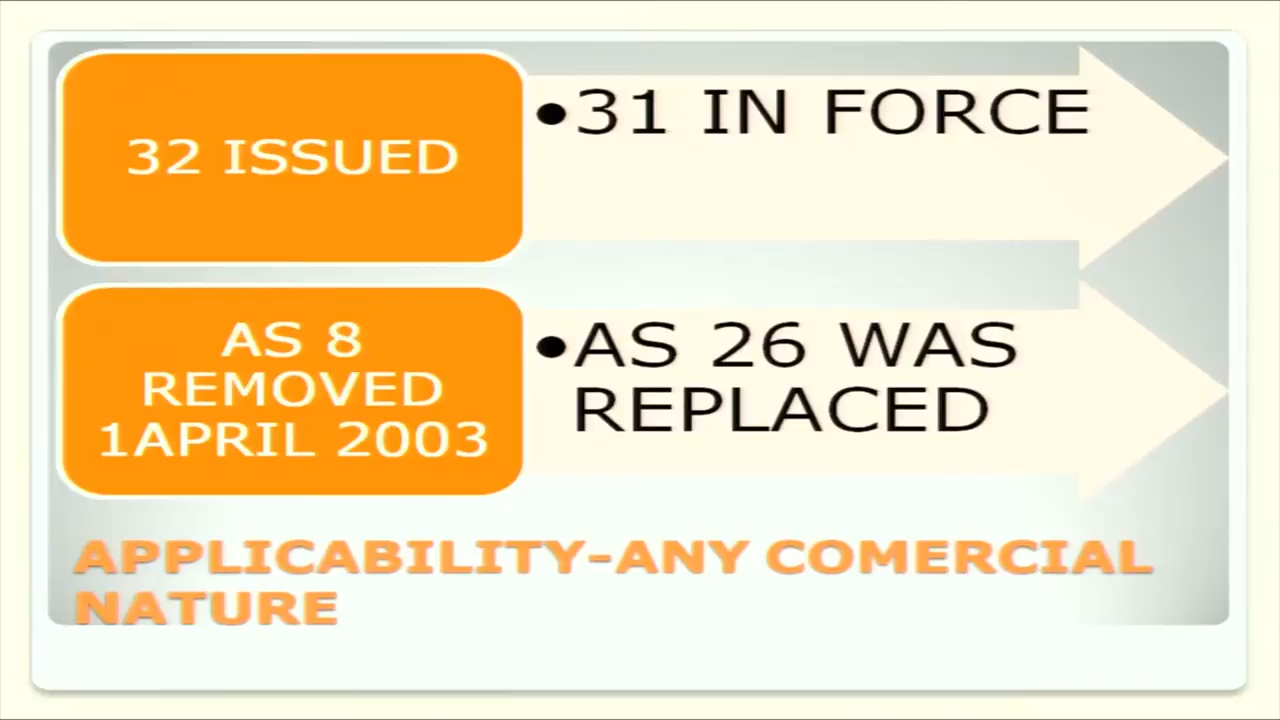 32 ISSUED
•31 IN FORCE
AS 8
REMOVED
1APRIL 2003
•AS 26 WAS
REPLACED
APPLICABILITY-ANY COMERCIAL
NATURE